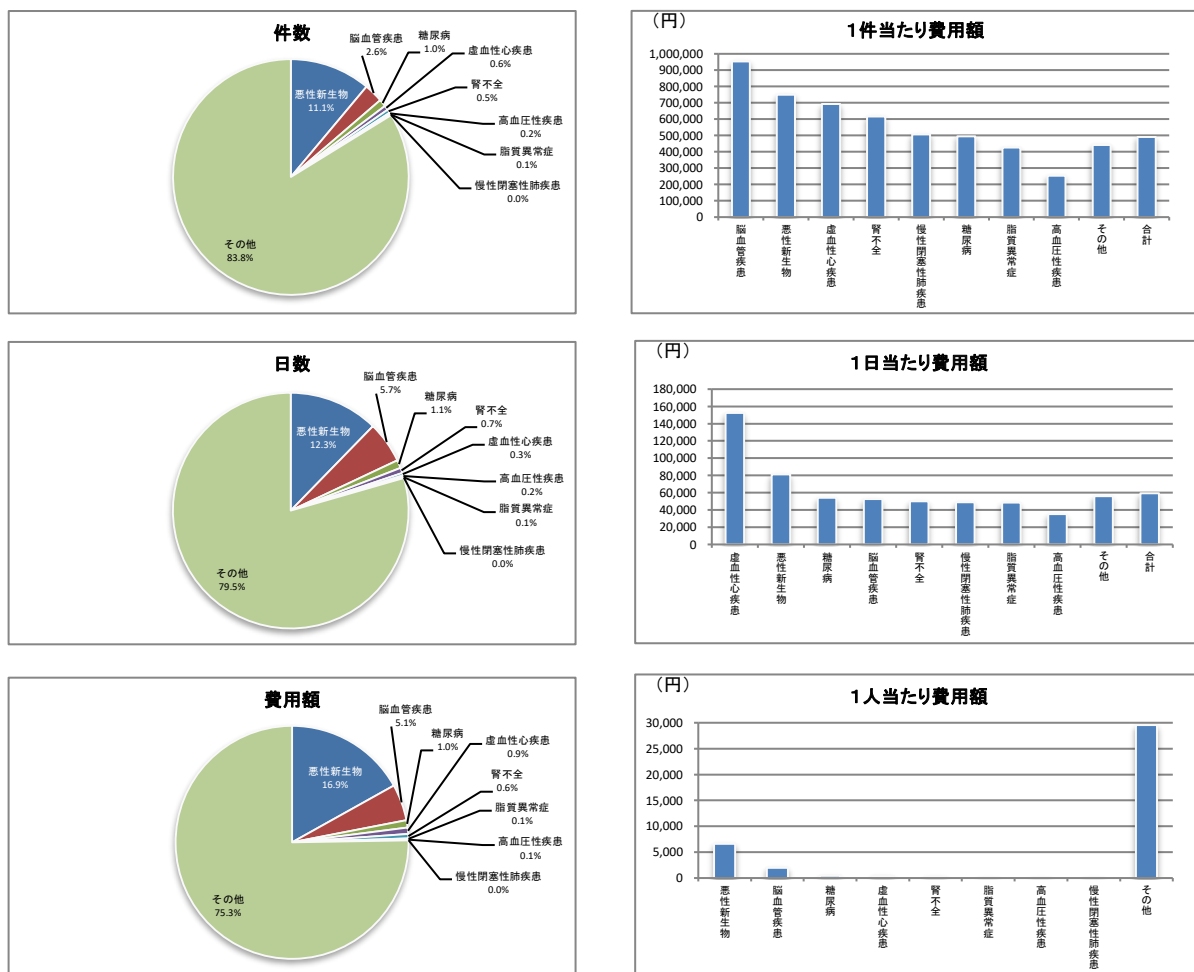 件数
悪性新生物
11.1%
脳血管疾患
2.6%
糖尿病
1.0%
虚血性心疾患
0.6%
腎不全
0.5%
高血圧性疾患
0.2%
脂質異常症
0.1%
慢性閉塞性肺疾患
0.0%
その他
83.8%
(円)
1件当たり費用額
1,000,000
900,000
800,000
700,000
600,000
500,000
400,000
300,000
200,000
100,000
0
脳血管疾患
悪性新生物
虚血性心疾患
腎不全
慢性閉塞性肺疾患
糖尿病
脂質異常症
高血圧性疾患
その他
合計
日数
悪性新生物
12.3%
脳血管疾患
5.7%
糖尿病
1.1%
腎不全
0.7%
虚血性心疾患
0.3%
高血圧性疾患
0.2%
脂質異常症
0.1%
慢性閉塞性肺疾患
0.0%
その他
79.5%
(円)
1日当たり費用額
180,000
160,000
140,000
120,000
100,000
80,000
60,000
40,000
20,000
0
虚血性心疾患
悪性新生物
糖尿病
脳血管疾患
腎不全
慢性閉塞性肺疾患
脂質異常症
高血圧性疾患
その他
合計
費用額
悪性新生物
16.9%
脳血管疾患
5.1%
糖尿病
1.0%
虚血性心疾患
0.9%
腎不全
0.6%
脂質異常症
0.1%
高血圧性疾患
0.1%
慢性閉塞性肺疾患
0.0%
その他
75.3%
(円)
1人当たり費用額
30,000
25,000
20,000
15,000
10,000
5,000
0
悪性新生物
脳血管疾患
糖尿病
虚血性心疾患
腎不全
脂質異常症
高血圧性疾患
慢性閉塞性肺疾患
その他